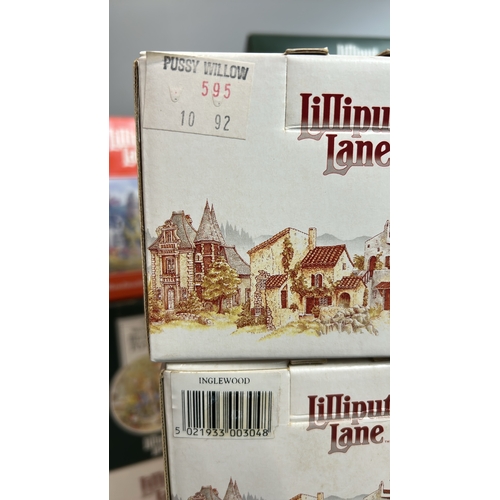 PUSSY WILLOW
595
10 92
Lilliput
Lane
INGLEWOOD
5 021933 003048
Lilliput
Lane